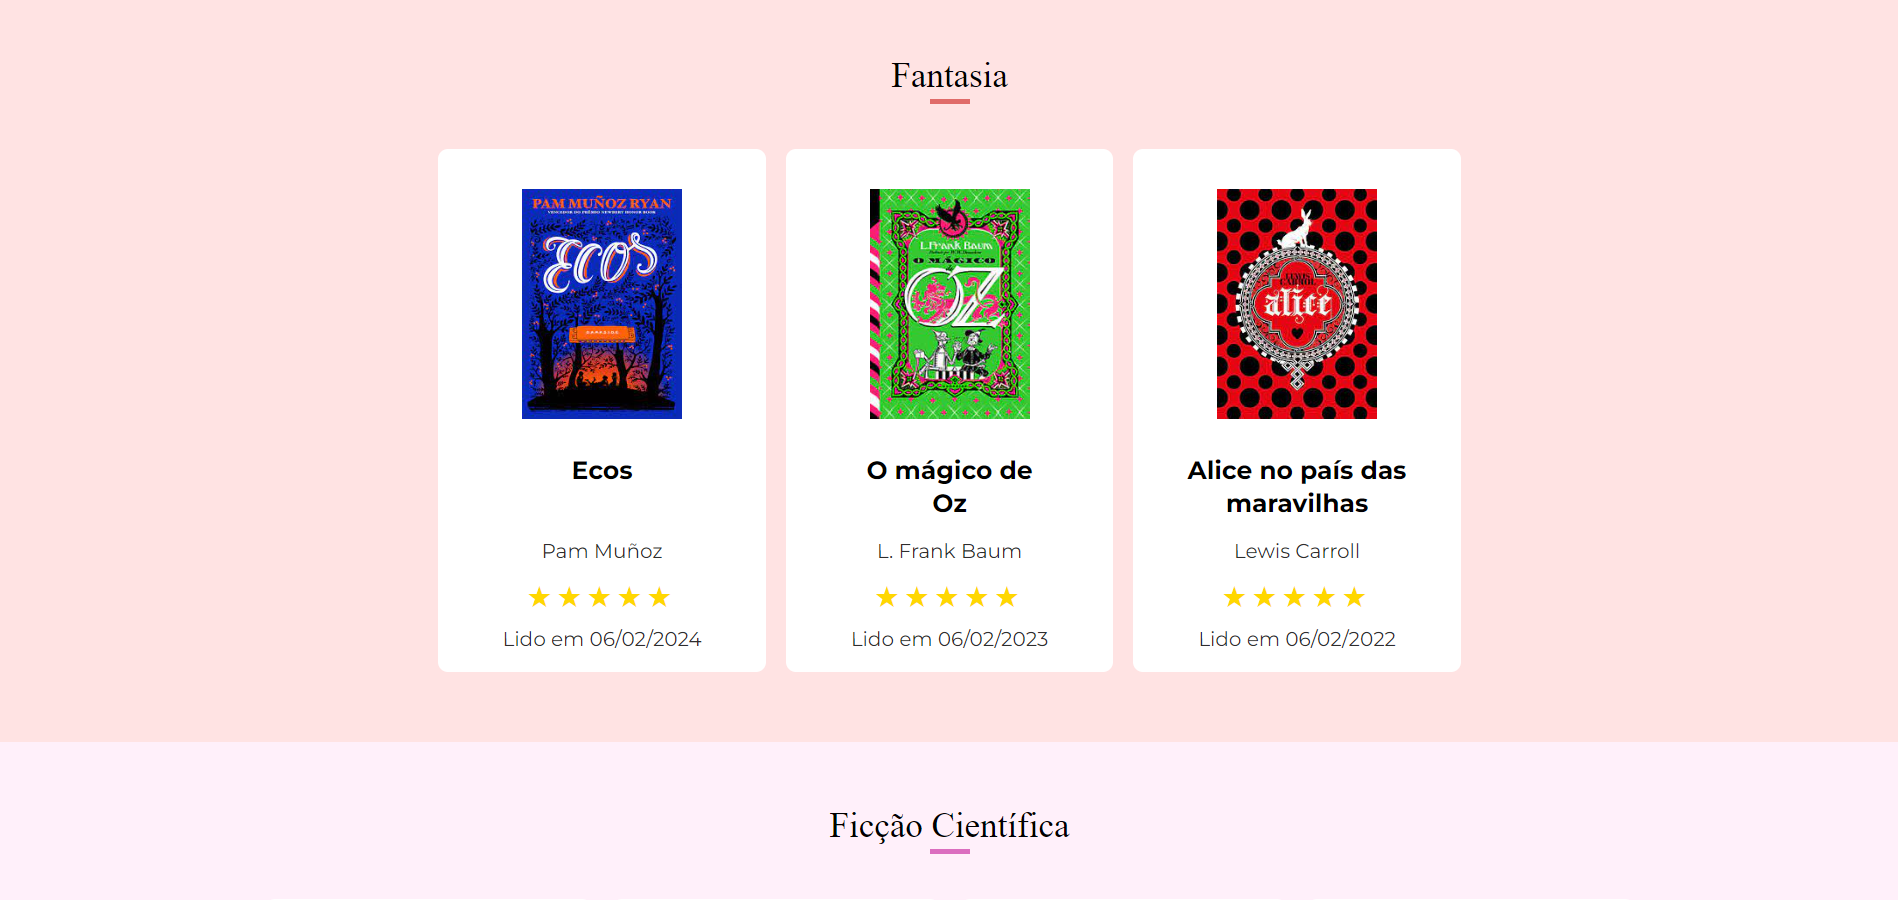 Fantasia
PAM MUÑOZ RYAN
VENCEDOR DO PRÊMIO NEWBERY HONOR BOOK
Ecos
DARKSIDE
Ecos
Pam Muñoz
★★★★★
Lido em 06/02/2024
L. Frank Baum
O MÁGICO
OZ
O mágico de
Oz
L. Frank Baum
★★★★★
Lido em 06/02/2023
LEWIS
CARROLL
alice
Alice no país das
maravilhas
Lewis Carroll
★★★★★
Lido em 06/02/2022
Ficção Científica